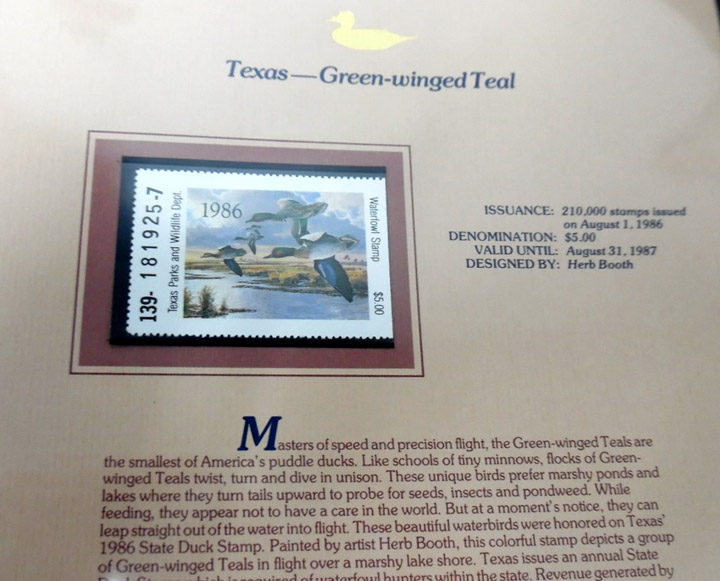 Texas—Green-winged Teal
139- 181925-7
Texas Parks and Wildlife Dept.
1986
Waterfowl Stamp
$5.00
ISSUANCE: 210,000 stamps issued
on August 1, 1986
DENOMINATION: $5.00
VALID UNTIL: August 31, 1987
DESIGNED BY: Herb Booth
Masters of speed and precision flight, the Green-winged Teals are
the smallest of America's puddle ducks. Like schools of tiny minnows, flocks of Green-
winged Teals twist, turn and dive in unison. These unique birds prefer marshy ponds and
lakes where they turn tails upward to probe for seeds, insects and pondweed. While
feeding, they appear not to have a care in the world. But at a moment's notice, they can
leap straight out of the water into flight. These beautiful waterbirds were honored on Texas'
1986 State Duck Stamp. Painted by artist Herb Booth, this colorful stamp depicts a group
of Green-winged Teals in flight over a marshy lake shore. Texas issues an annual State
Duck Stamp which is required of waterfowl hunters within the state. Revenue generated by